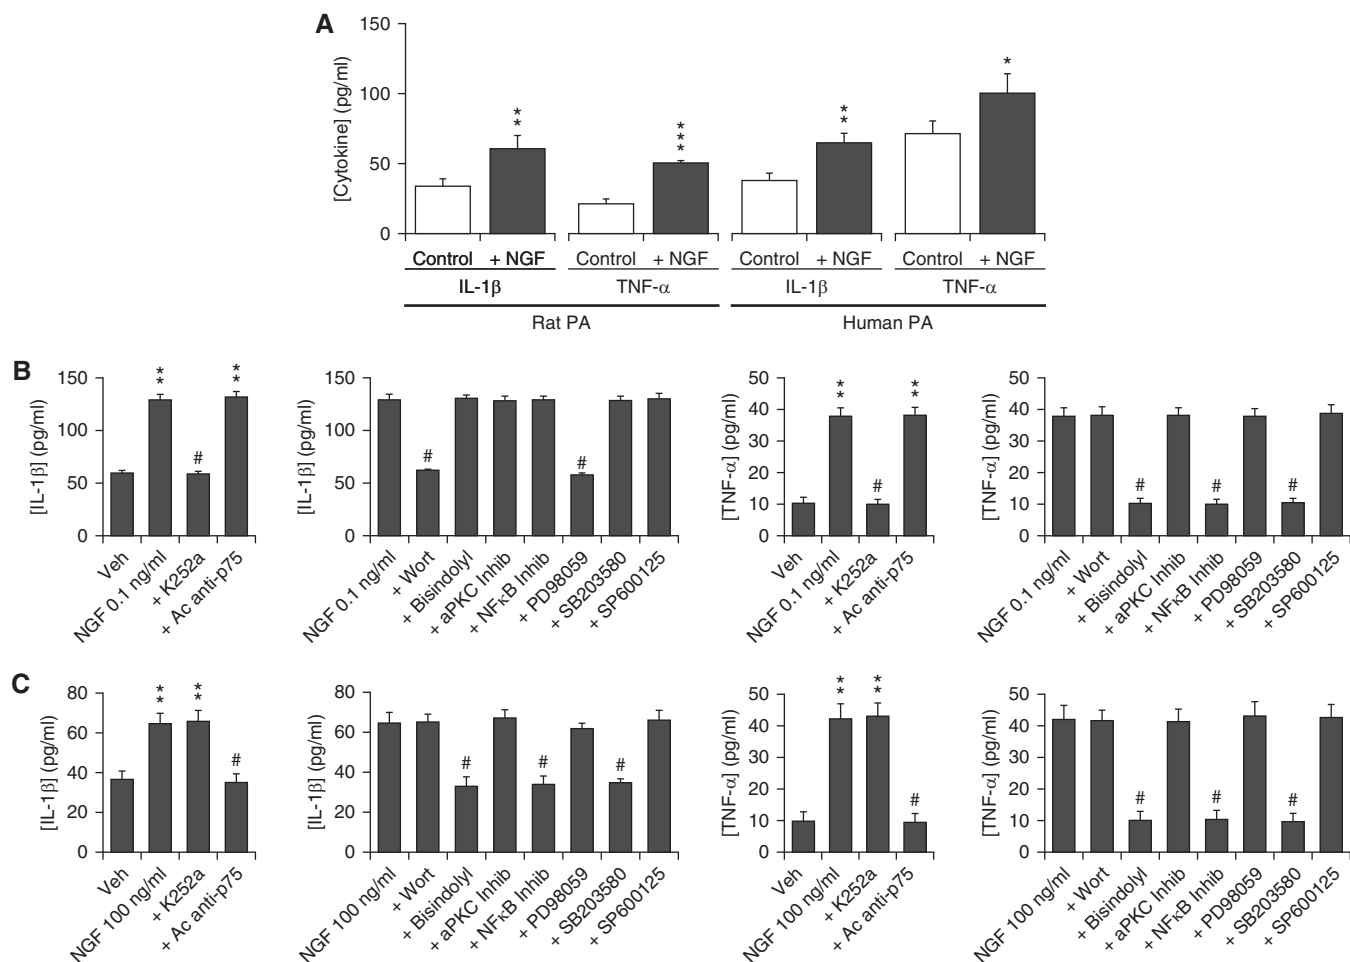 A
[Cytokine] (pg/ml)
150
100
50
0
** *** ** *
Control + NGF Control + NGF Control + NGF Control + NGF
IL-1β TNF-α IL-1β TNF-α
Rat PA Human PA
B
[IL-1β] (pg/ml)
150
100
50
0
** # **
Veh
NGF 0.1 ng/ml
+ K252a
+ Ac anti-p75
[IL-1β] (pg/ml)
150
100
50
0
# #
NGF 0.1 ng/ml
+ Wort
+ Bisindolyl
+ aPKC Inhib
+ NFκB Inhib
+ PD98059
+ SB203580
+ SP600125
[TNF-α] (pg/ml)
50
40
30
20
10
0
** # **
Veh
NGF 0.1 ng/ml
+ K252a
+ Ac anti-p75
[TNF-α] (pg/ml)
50
40
30
20
10
0
# # #
NGF 0.1 ng/ml
+ Wort
+ Bisindolyl
+ aPKC Inhib
+ NFκB Inhib
+ PD98059
+ SB203580
+ SP600125
C
[IL-1β] (pg/ml)
80
60
40
20
0
** ** #
Veh
NGF 100 ng/ml
+ K252a
+ Ac anti-p75
[IL-1β] (pg/ml)
80
60
40
20
0
# # #
NGF 100 ng/ml
+ Wort
+ Bisindolyl
+ aPKC Inhib
+ NFκB Inhib
+ PD98059
+ SB203580
+ SP600125
[TNF-α] (pg/ml)
50
40
30
20
10
0
** ** #
Veh
NGF 100 ng/ml
+ K252a
+ Ac anti-p75
[TNF-α] (pg/ml)
50
40
30
20
10
0
# # #
NGF 100 ng/ml
+ Wort
+ Bisindolyl
+ aPKC Inhib
+ NFκB Inhib
+ PD98059
+ SB203580
+ SP600125